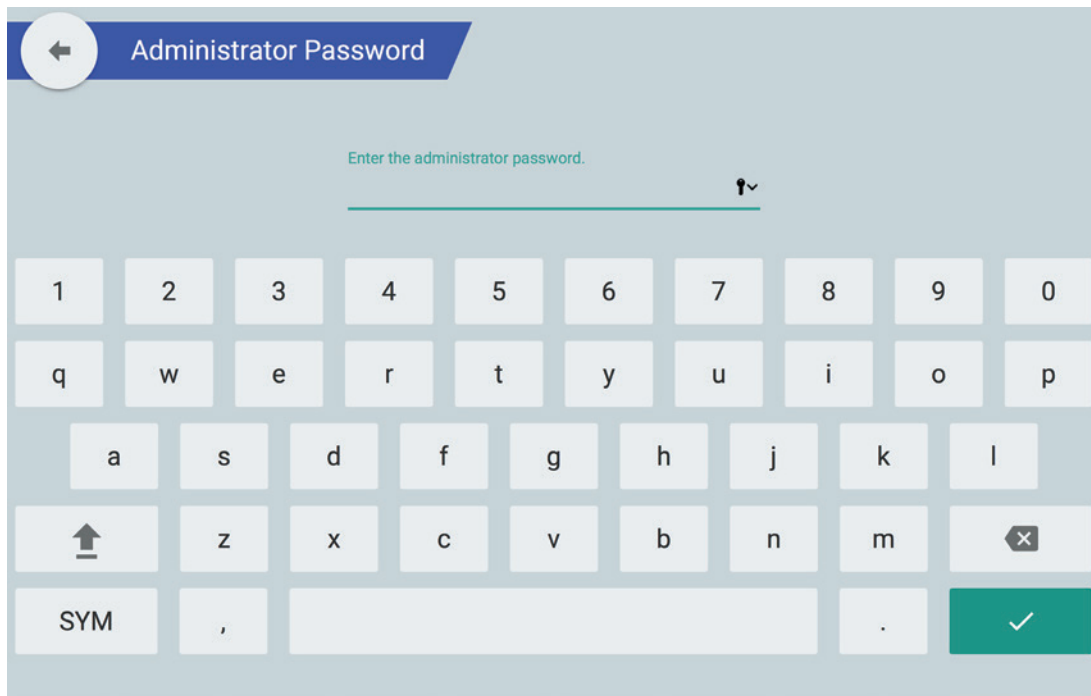 Administrator Password
Enter the administrator password.
1 2 3 4 5 6 7 8 9 0
q w e r t y u i o p
a s d f g h j k l
z x c v b n m
SYM , .